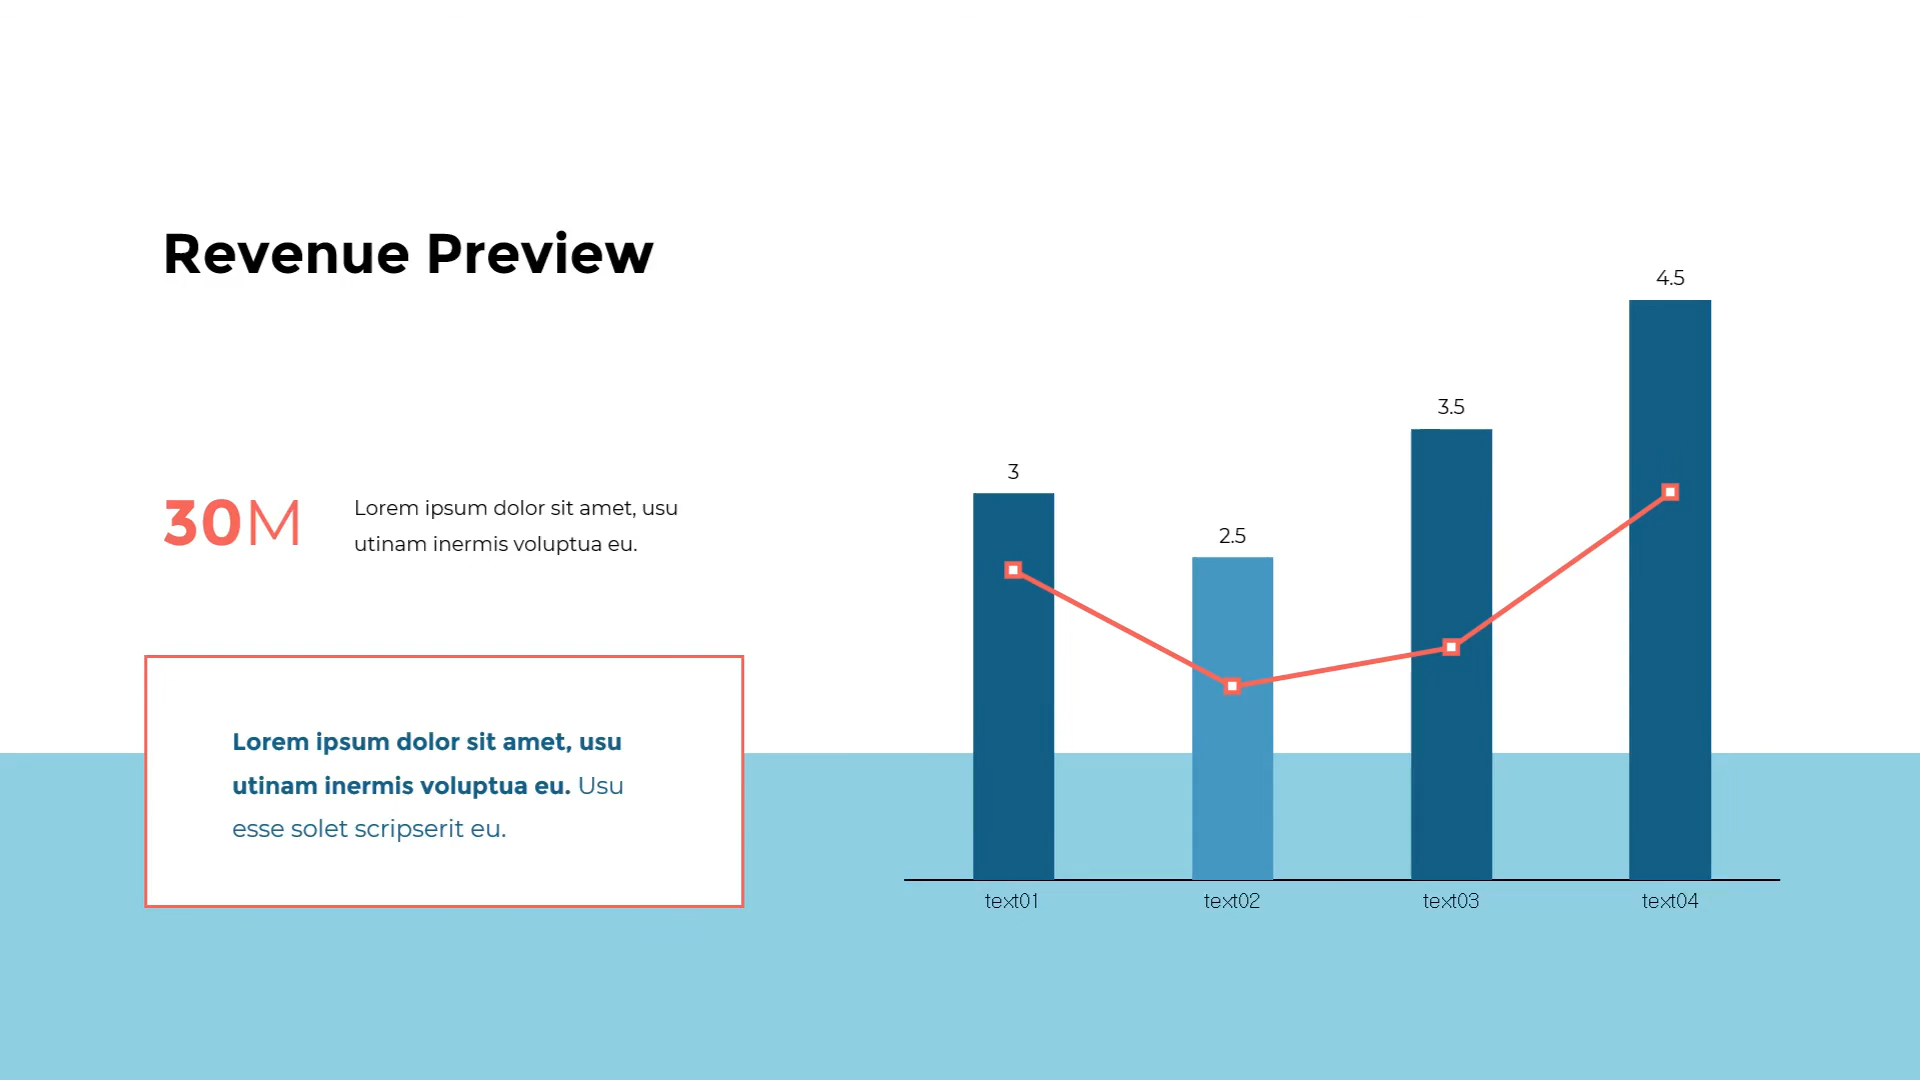 Revenue Preview
30M
Lorem ipsum dolor sit amet, usu
utinam inermis voluptua eu.
Lorem ipsum dolor sit amet, usu
utinam inermis voluptua eu. Usu
esse solet scripserit eu.
3
2.5
3.5
4.5
text01
text02
text03
text04